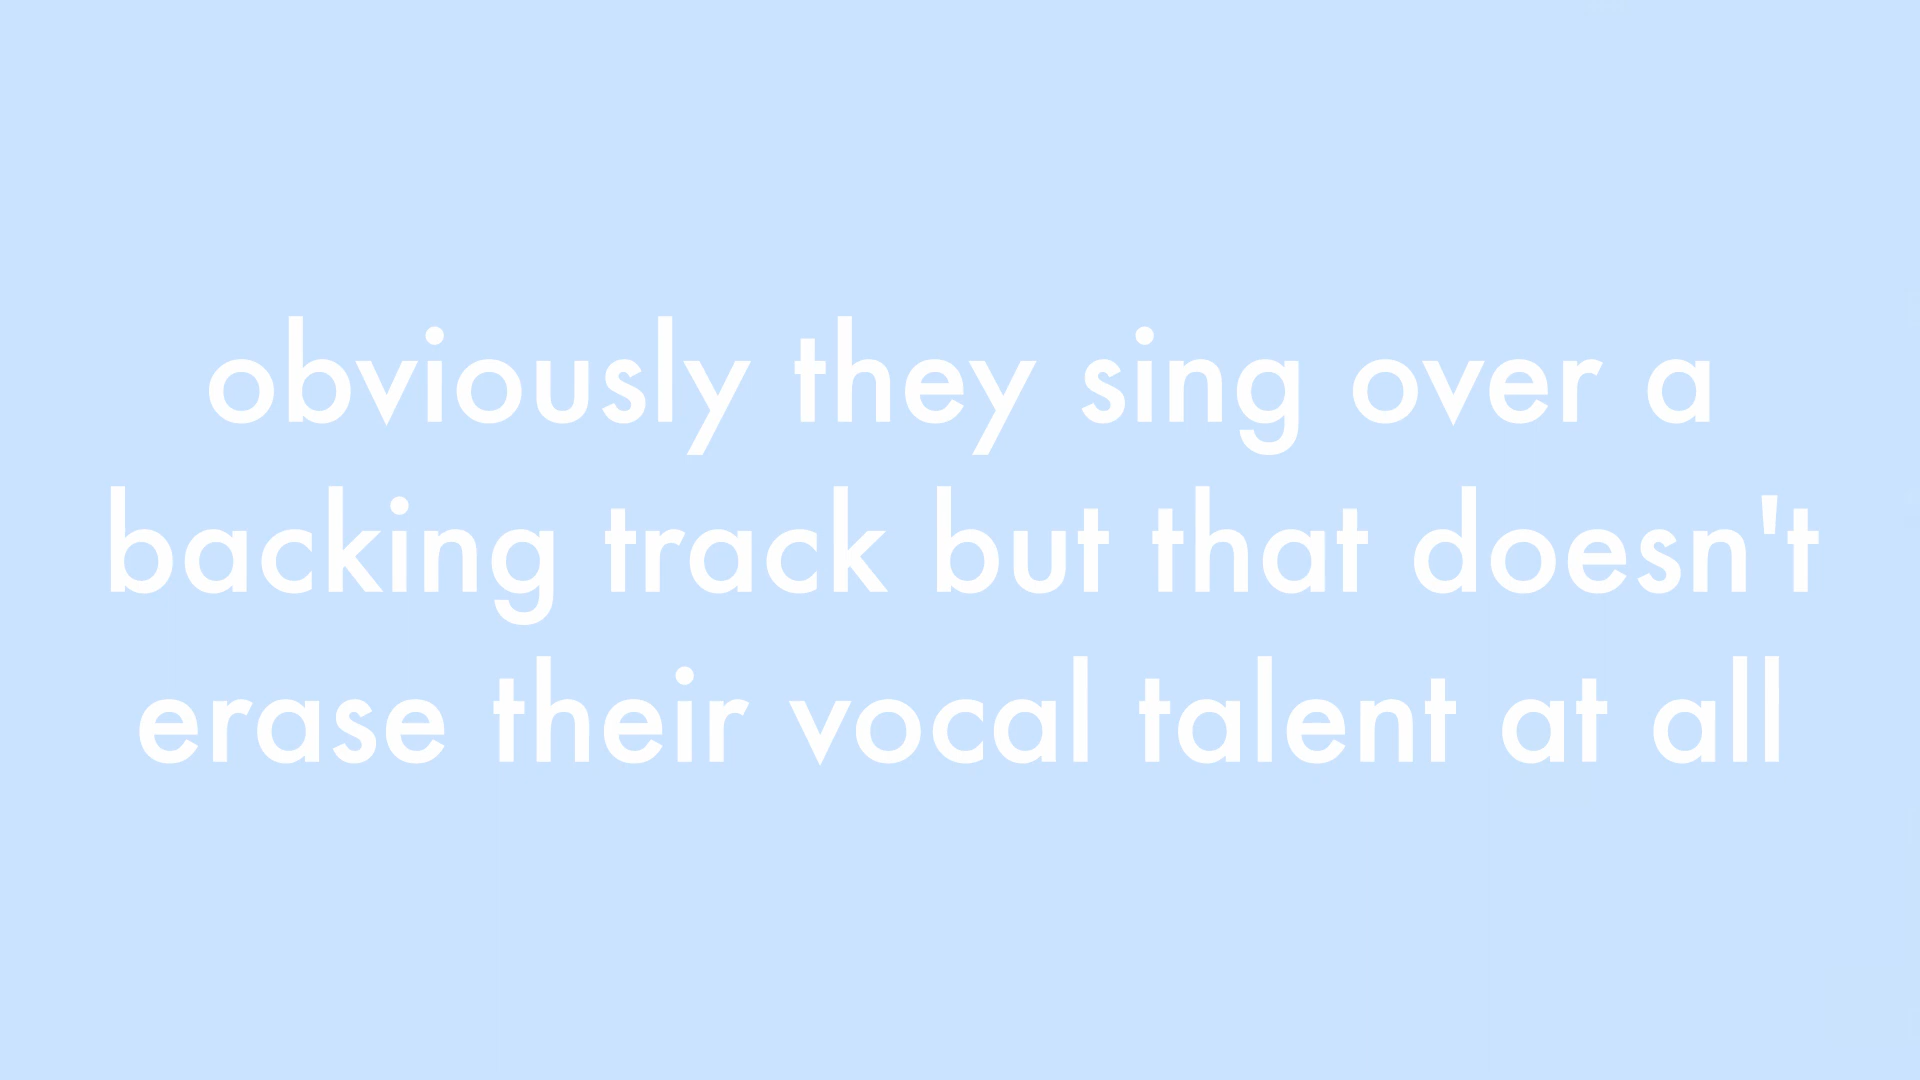 obviously they sing over a
backing track but that doesn't
erase their vocal talent at all